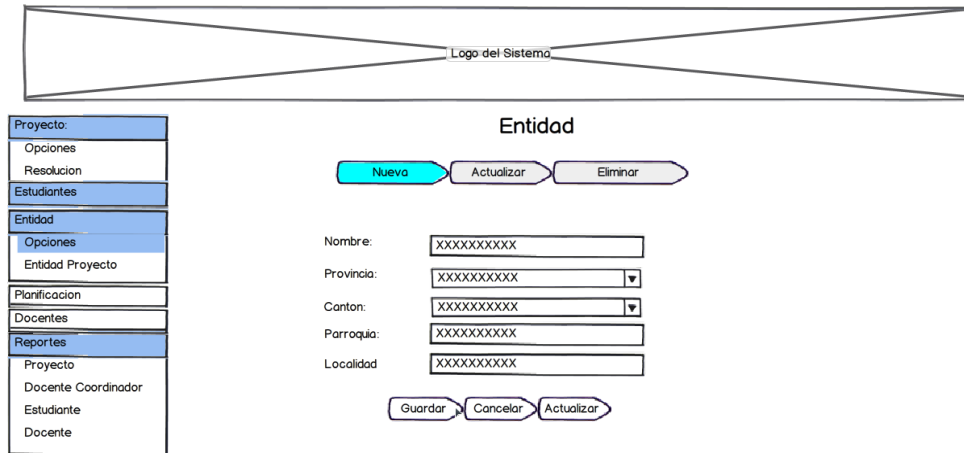 Logo del Sistema
Proyecto:
Opciones
Resolucion
Estudiantes
Entidad
Opciones
Entidad Proyecto
Planificacion
Docentes
Reportes
Proyecto
Docente Coordinador
Estudiante
Docente
Entidad
Nueva Actualizar Eliminar
Nombre: XXXXXXXXXX
Provincia: XXXXXXXXXX
Canton: XXXXXXXXXX
Parroquia: XXXXXXXXXX
Localidad XXXXXXXXXX
Guardar Cancelar Actualizar